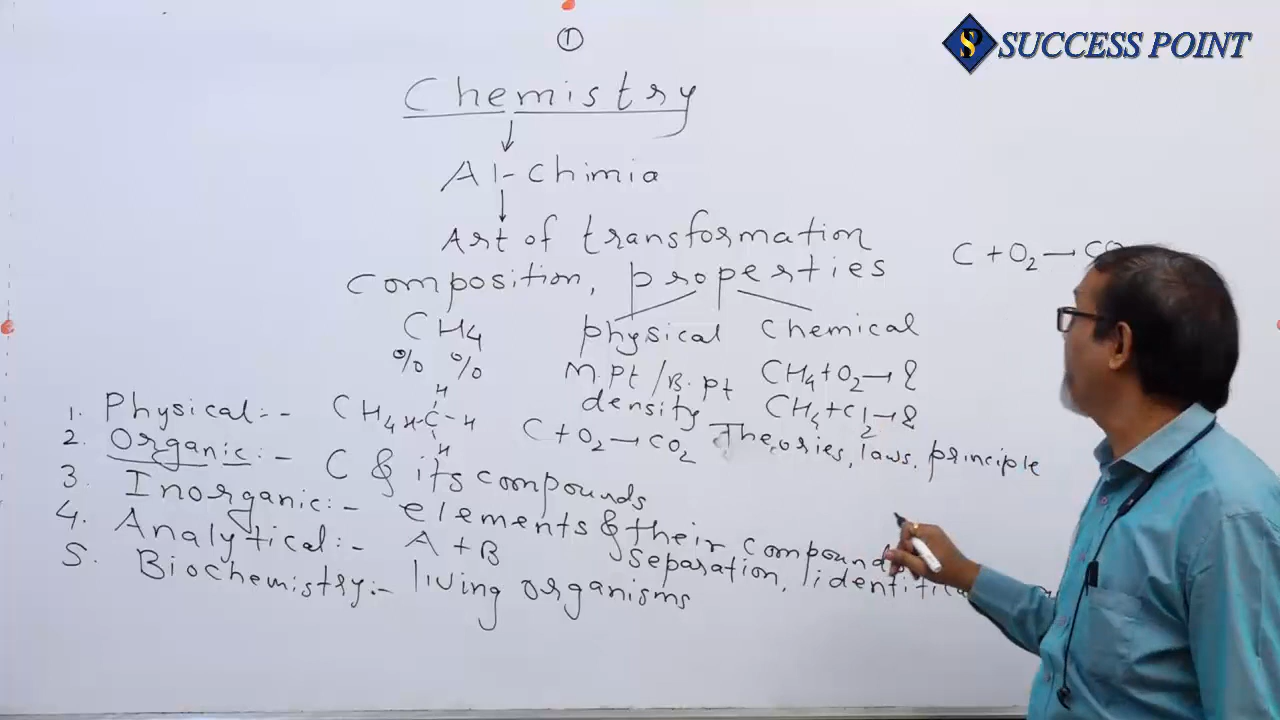 SUCCESS POINT
①
Chemistry
Al-chimia
Art of transformation
C + O₂ → CO
composition, properties
CH₄ physical chemical
% % M.pt / B.pt CH₄ + O₂ → &
density CH₄ + Cl₂ → &
1. Physical:- CH₄ H-C-H H H C + O₂ → CO₂ Theories, laws, principle
2. Organic:- C & its compounds
3. Inorganic:- elements & their compounds
4. Analytical:- A + B separation,
5. Biochemistry:- living organisms